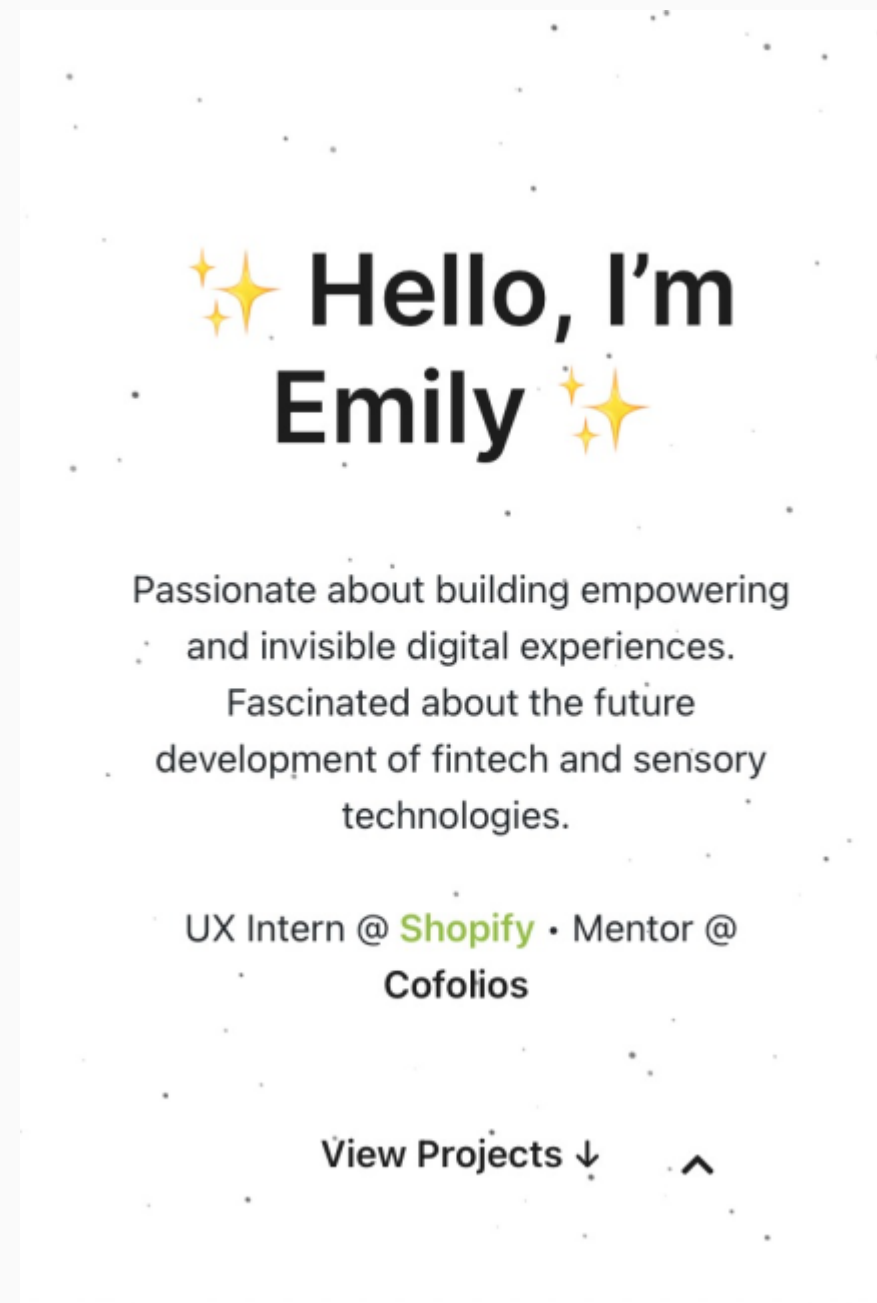 ✨ Hello, I’m
Emily ✨
Passionate about building empowering
and invisible digital experiences.
Fascinated about the future
development of fintech and sensory
technologies.
UX Intern @ Shopify • Mentor @
Cofolios
View Projects ↓